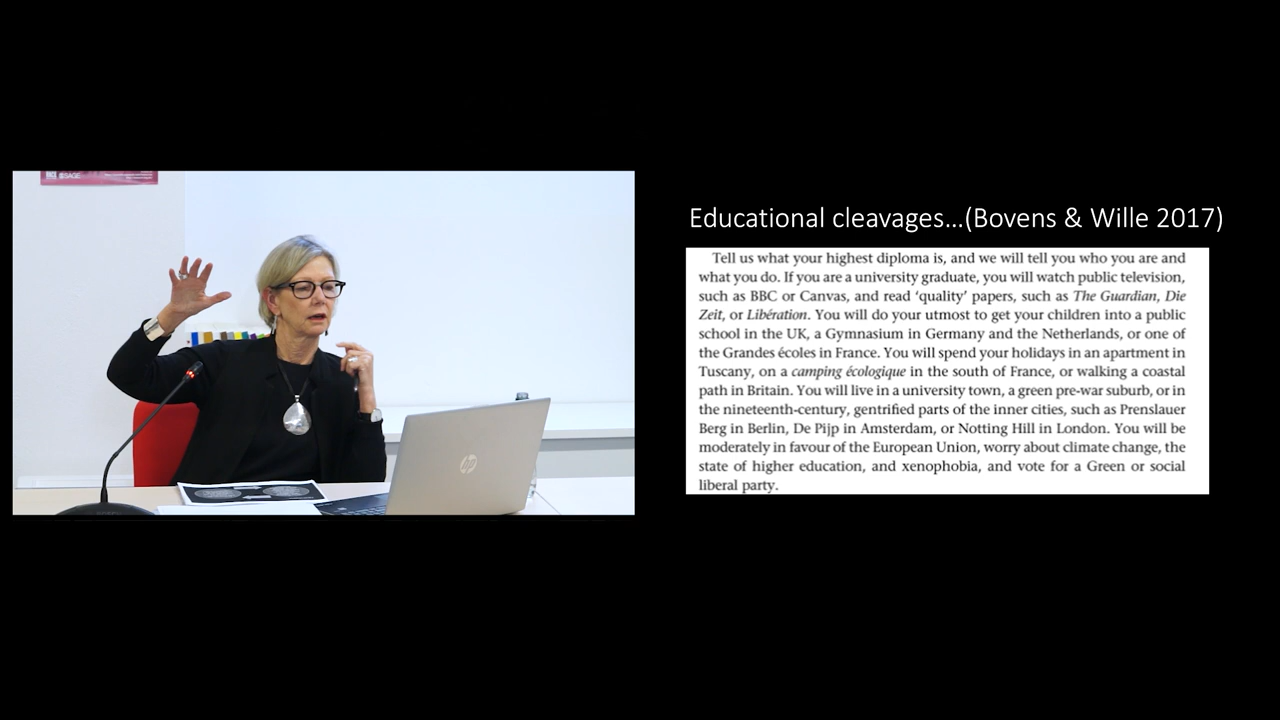 SAGE
Educational cleavages...(Bovens & Wille 2017)
Tell us what your highest diploma is, and we will tell you who you are and
what you do. If you are a university graduate, you will watch public television,
such as BBC or Canvas, and read ‘quality’ papers, such as The Guardian, Die
Zeit, or Libération. You will do your utmost to get your children into a public
school in the UK, a Gymnasium in Germany and the Netherlands, or one of
the Grandes écoles in France. You will spend your holidays in an apartment in
Tuscany, on a camping écologique in the south of France, or walking a coastal
path in Britain. You will live in a university town, a green pre-war suburb, or in
the nineteenth-century, gentrified parts of the inner cities, such as Prenslauer
Berg in Berlin, De Pijp in Amsterdam, or Notting Hill in London. You will be
moderately in favour of the European Union, worry about climate change, the
state of higher education, and xenophobia, and vote for a Green or social
liberal party.
hp